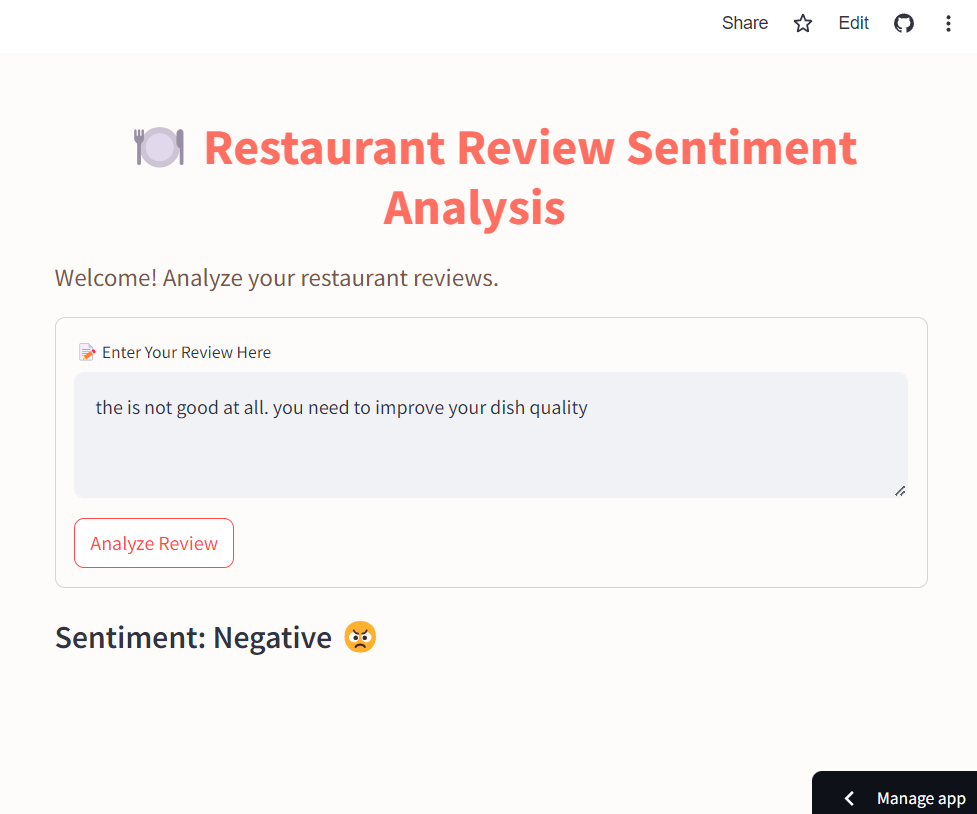 Share Edit
Restaurant Review Sentiment
Analysis
Welcome! Analyze your restaurant reviews.
Enter Your Review Here
the is not good at all. you need to improve your dish quality
Analyze Review
Sentiment: Negative
Manage app